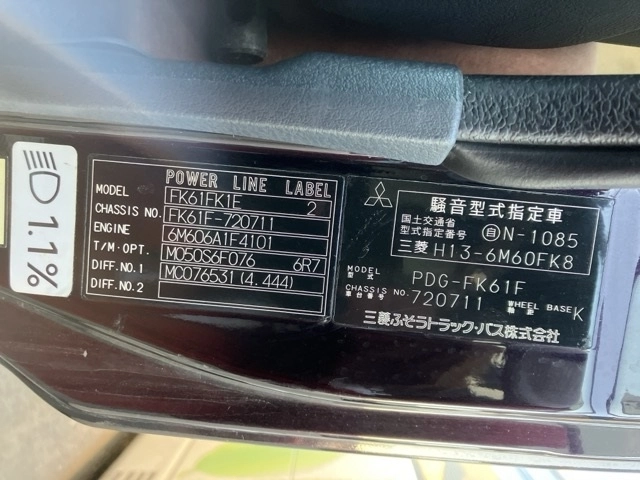 1.1%
POWER LINE LABEL
MODEL FK61FK1E 2
CHASSIS NO. FK61F-720711
ENGINE 6M606A1F4101
T/M・OPT. M050S6F076 6R7
DIFF.NO.1 MC076531(4.444)
DIFF.NO.2
騒音型式指定車
国土交通省
型式指定番号 自N-1085
三菱 H13-6M60FK8
MODEL
型式 PDG-FK61F
CHASSIS NO.
車台番号 720711 WHEEL BASE
軸距 K
三菱ふそうトラック・バス株式会社